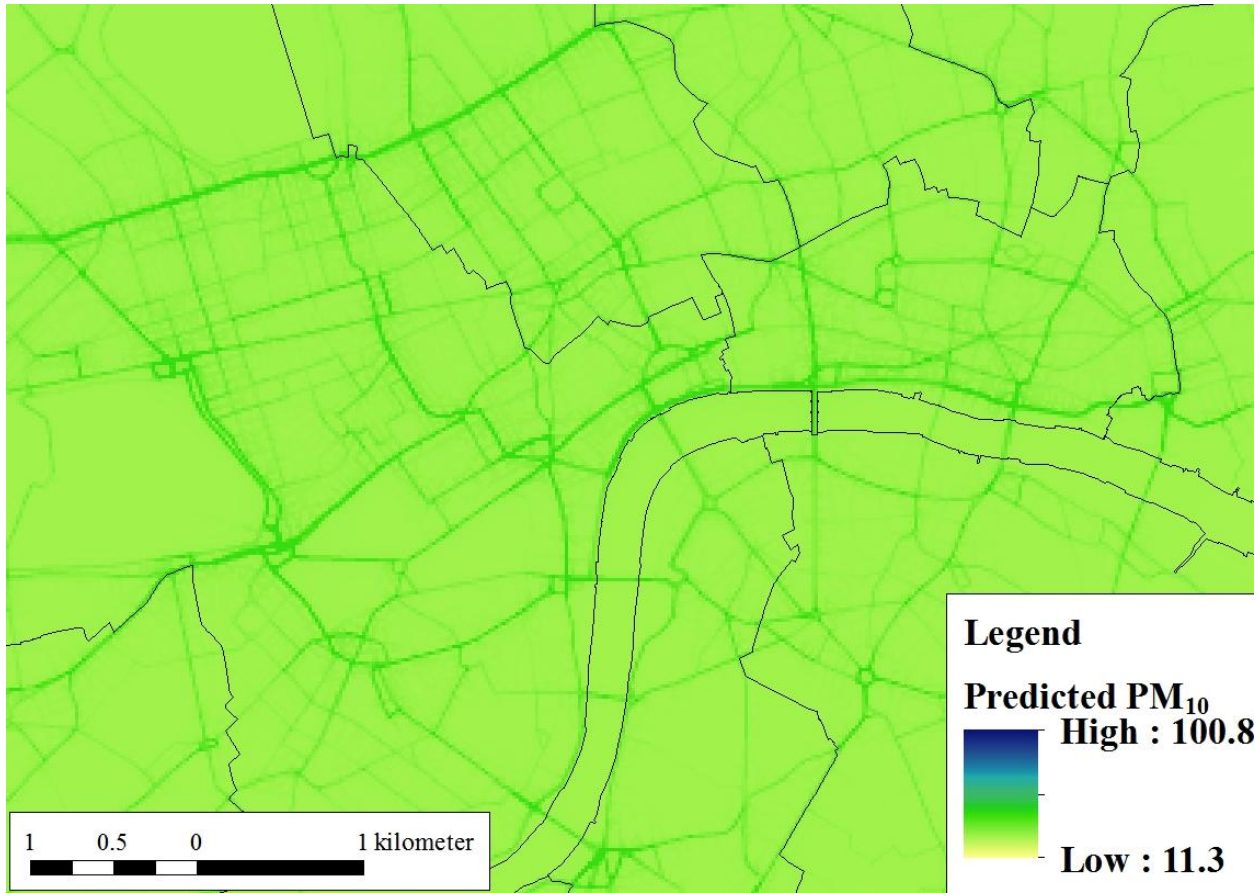 Legend
Predicted PM₁₀
High : 100.8
Low : 11.3
1 0.5 0 1 kilometer